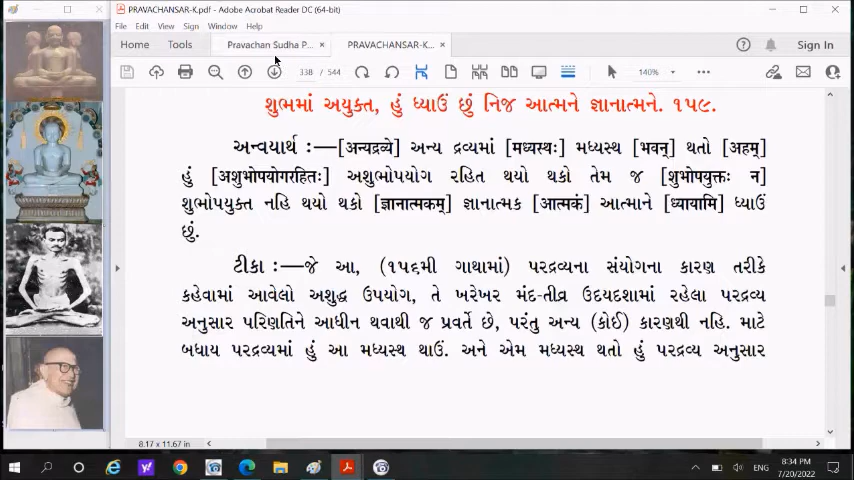 PRAVACHANSAR-K.pdf - Adobe Acrobat Reader DC (64-bit)
File Edit View Sign Window Help
Home Tools Pravachan Sudha P... × PRAVACHANSAR-K... × Sign In
338 / 544 140%
શુભમાં અયુક્ત, હું ધ્યાઉં છું નિજ આત્મને જ્ઞાનાત્મને. ૧૫૯.
અન્વયાર્થ :—[अन्यद्रव्ये] અન્ય દ્રવ્યમાં [मध्यस्थः] મધ્યસ્થ [भवन्] થતો [अहम्]
હું [अशुभोपयोगरहितः] અશુભોપયોગ રહિત થયો થકો તેમ જ [शुभोपयुक्तः न]
શુભોપયુક્ત નહિ થયો થકો [ज्ञानात्मकम्] જ્ઞાનાત્મક [आत्मकं] આત્માને [ध्यायामि] ધ્યાઉં
છું.
ટીકા :—જે આ, (૧૫૬મી ગાથામાં) પરદ્રવ્યના સંયોગના કારણ તરીકે
કહેવામાં આવેલો અશુદ્ધ ઉપયોગ, તે ખરેખર મંદ-તીવ્ર ઉદયદશામાં રહેલા પરદ્રવ્ય
અનુસાર પરિણતિને આધીન થવાથી જ પ્રવર્તે છે, પરંતુ અન્ય (કોઈ) કારણથી નહિ. માટે
બધાય પરદ્રવ્યમાં હું આ મધ્યસ્થ થાઉં. અને એમ મધ્યસ્થ થતો હું પરદ્રવ્ય અનુસાર
8.17 x 11.67 in
ENG
8:34 PM
7/20/2022